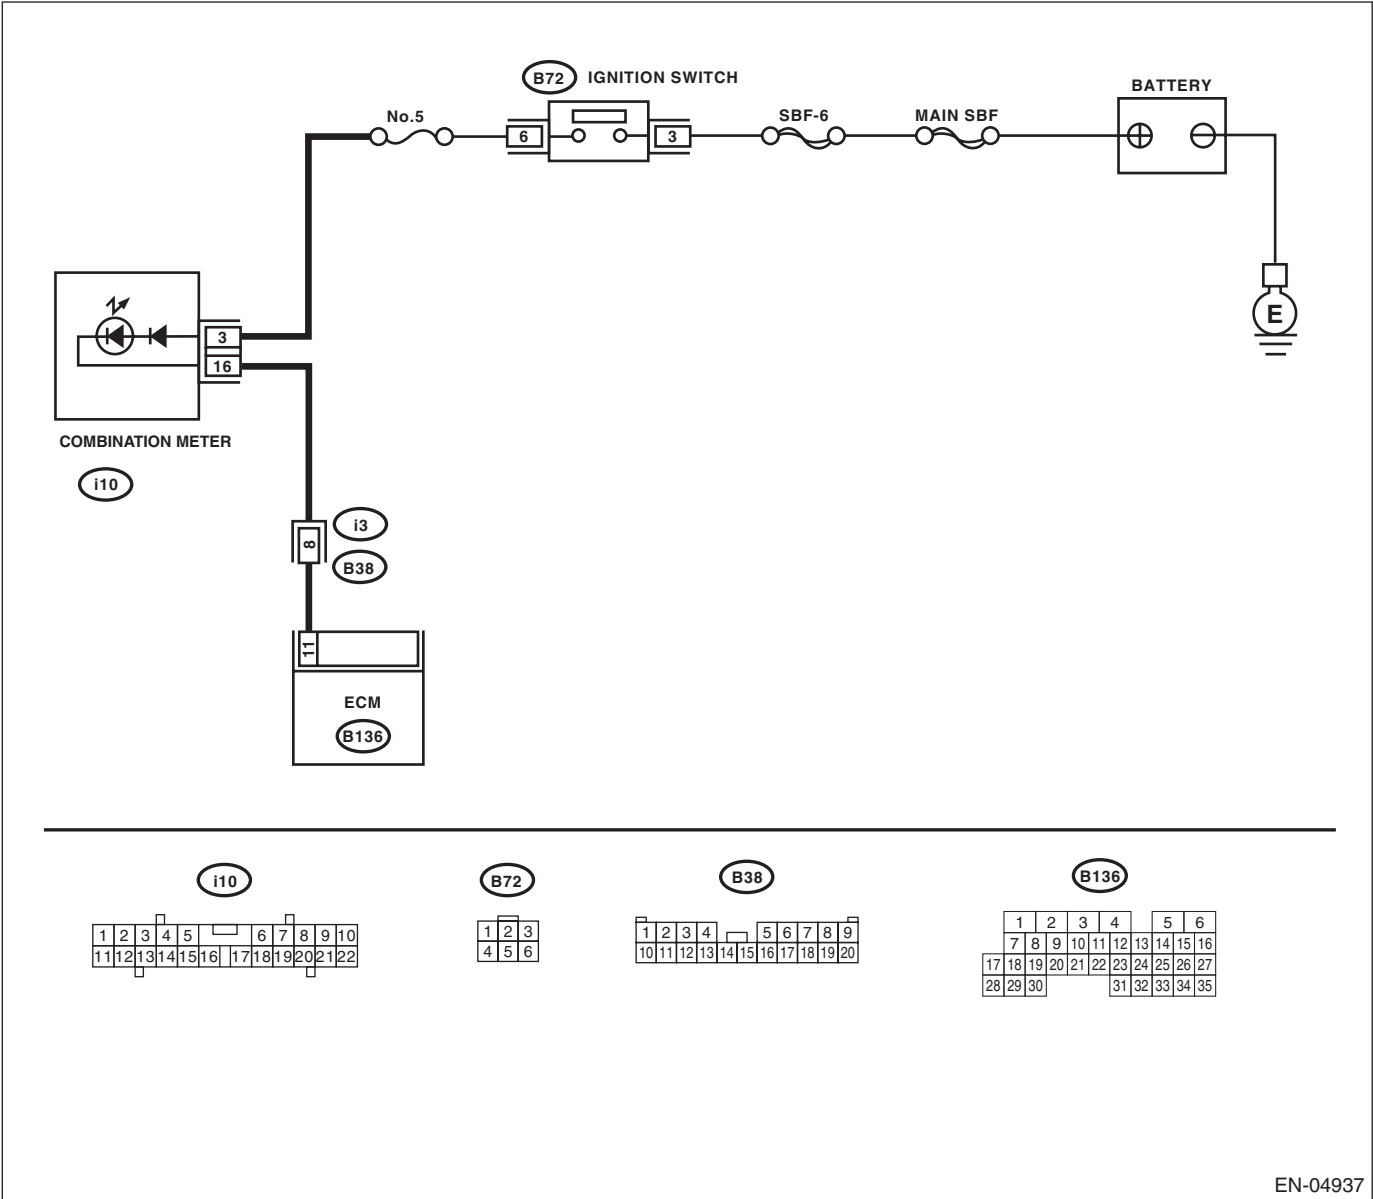 B72 IGNITION SWITCH
BATTERY
No.5
SBF-6
MAIN SBF
6
3
E
3
16
COMBINATION METER
i10
i3
8
B38
11
ECM
B136
i10
B72
B38
B136
1 2 3 4 5 6 7 8 9 10
11 12 13 14 15 16 17 18 19 20 21 22
1 2 3
4 5 6
1 2 3 4 5 6 7 8 9
10 11 12 13 14 15 16 17 18 19 20
1 2 3 4 5 6
7 8 9 10 11 12 13 14 15 16
17 18 19 20 21 22 23 24 25 26 27
28 29 30 31 32 33 34 35
EN-04937